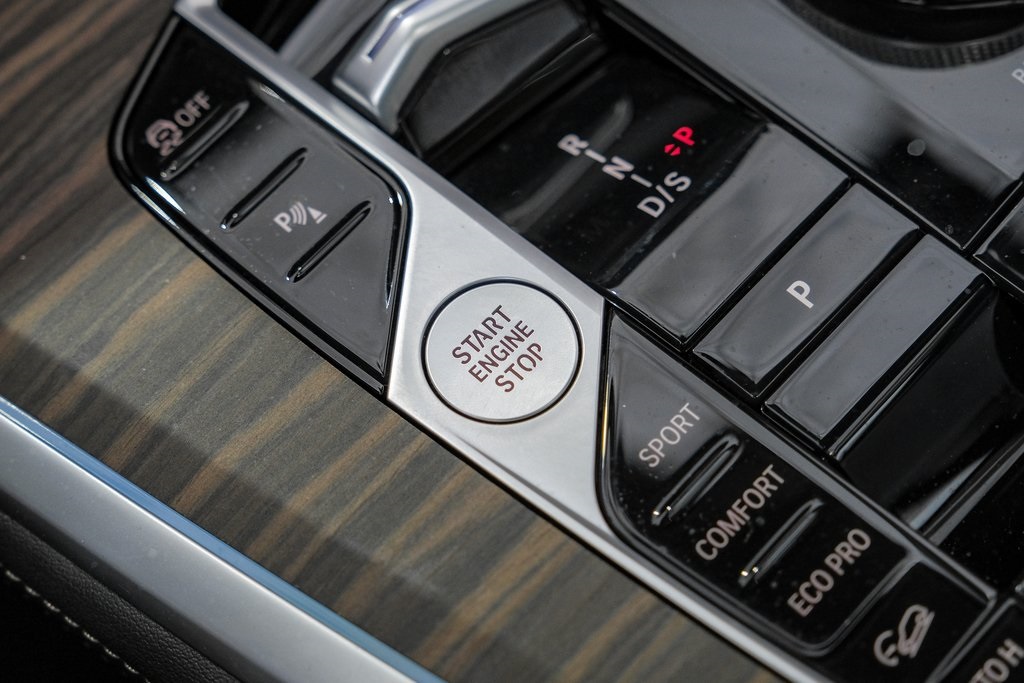 OFF
P
R
N
D/S
P
P
START
ENGINE
STOP
SPORT
COMFORT
ECO PRO